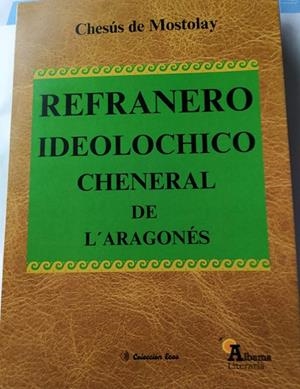 Chesús de Mostolay
REFRANERO
IDEOLOCHICO
CHENERAL
DE
L´ARAGONÉS
Colección Ecos
Albama
Literaria